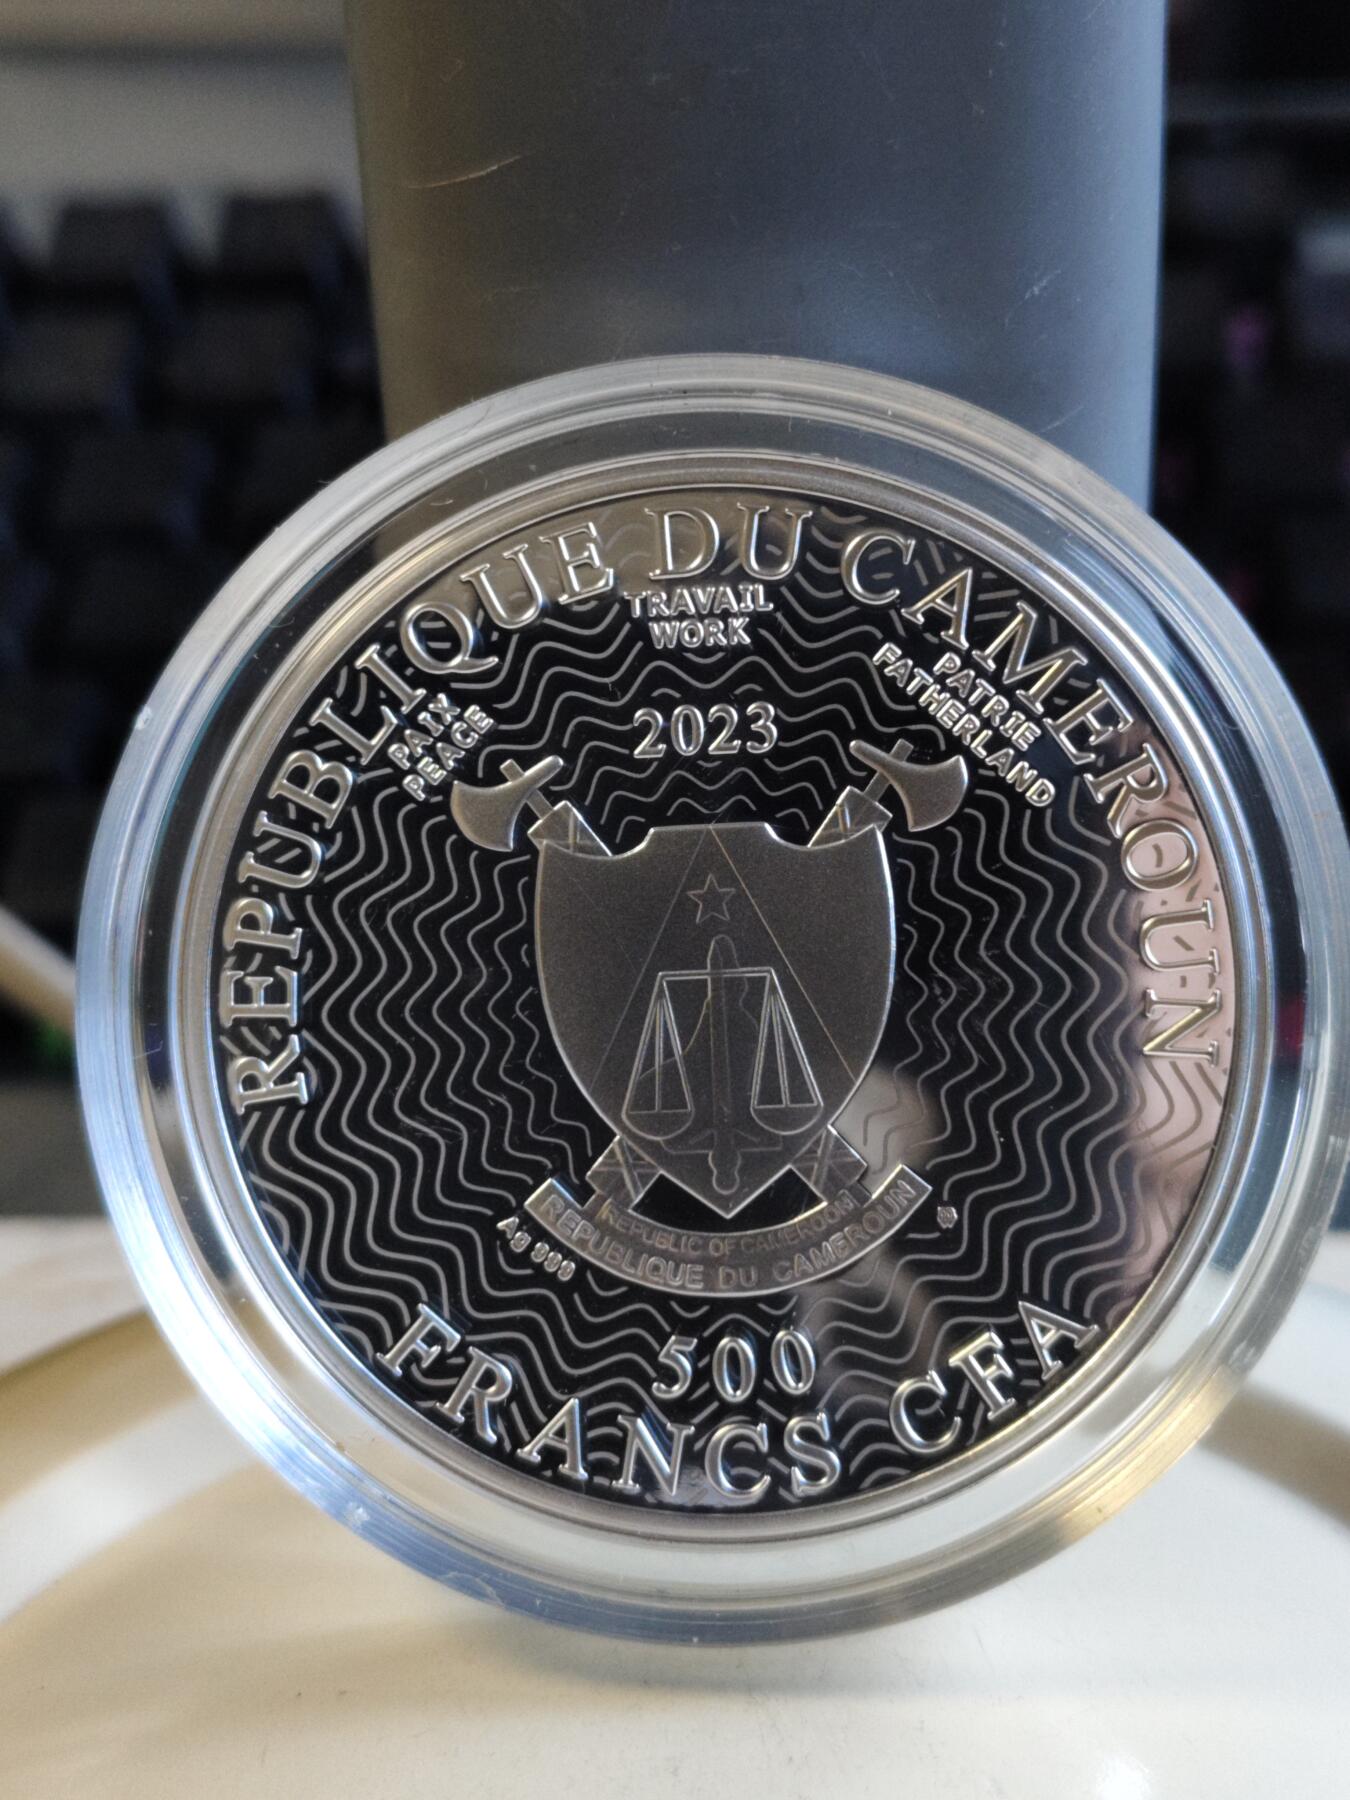 REPUBLIQUE DU CAMEROUN
TRAVAIL
WORK
PAIX
PEACE
PATRIE
FATHERLAND
2023
REPUBLIC OF CAMEROON
REPUBLIQUE DU CAMEROUN
Ag 999
500
FRANCS CFA